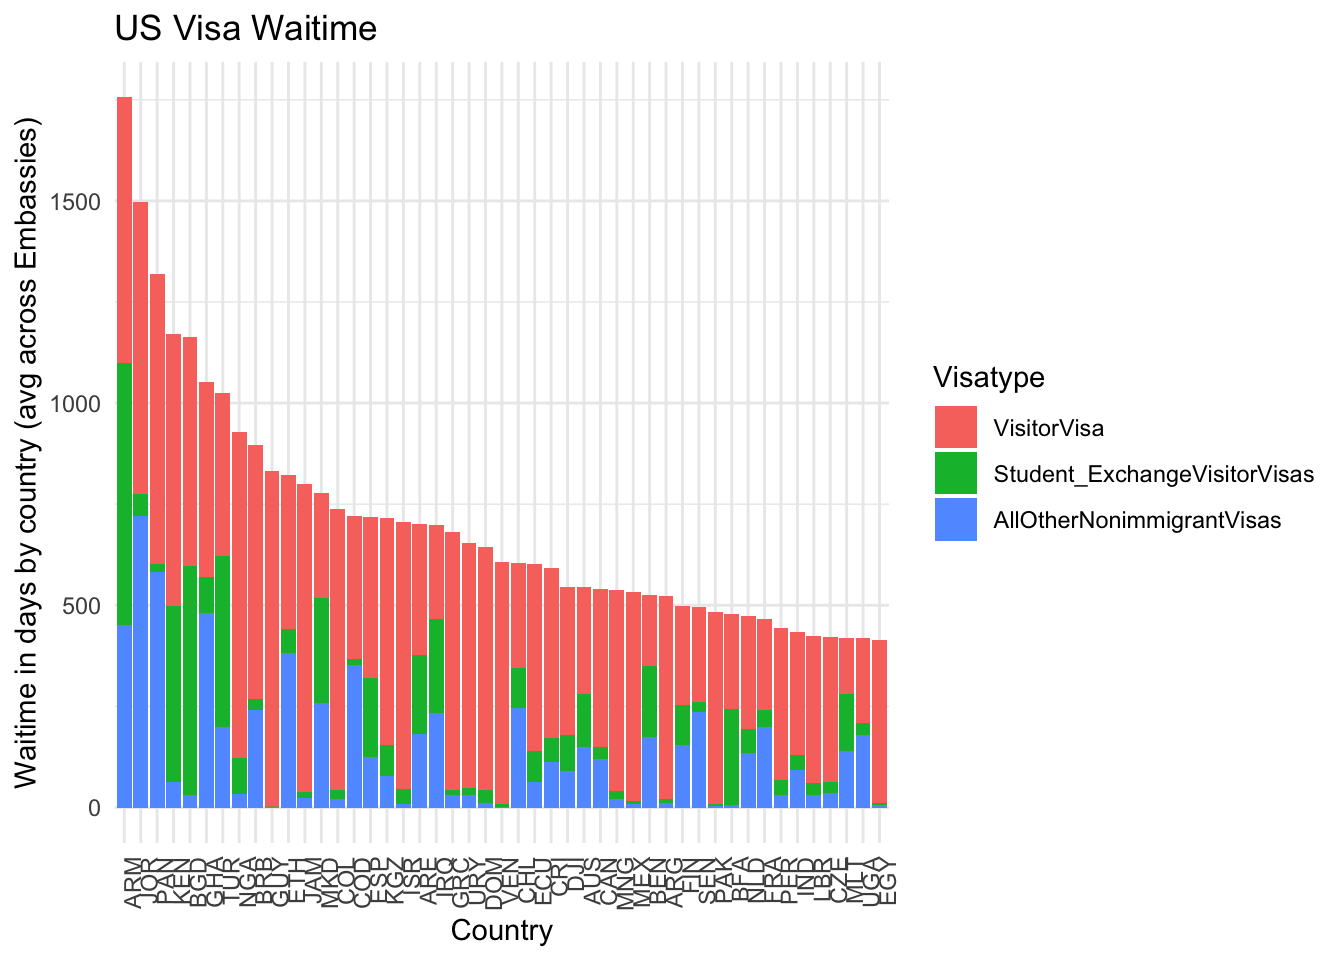 US Visa Waitime
Waitime in days by country (avg across Embassies)
1500
1000
500
0
ARM
JOR
PAN
KEN
BGD
GHA
TUR
NGA
BRB
GUY
ETH
JAM
MKD
COL
COD
ESP
KGZ
ISR
ARE
IRQ
GRC
URY
DOM
VEN
CHL
ECU
CRI
DJI
AUS
CAN
MNG
MEX
BEN
ARG
FIN
SEN
PAK
BFA
NLD
FRA
PER
IND
LBR
CZE
MLT
UGA
EGY
Country
Visatype
VisitorVisa
Student_ExchangeVisitorVisas
AllOtherNonimmigrantVisas